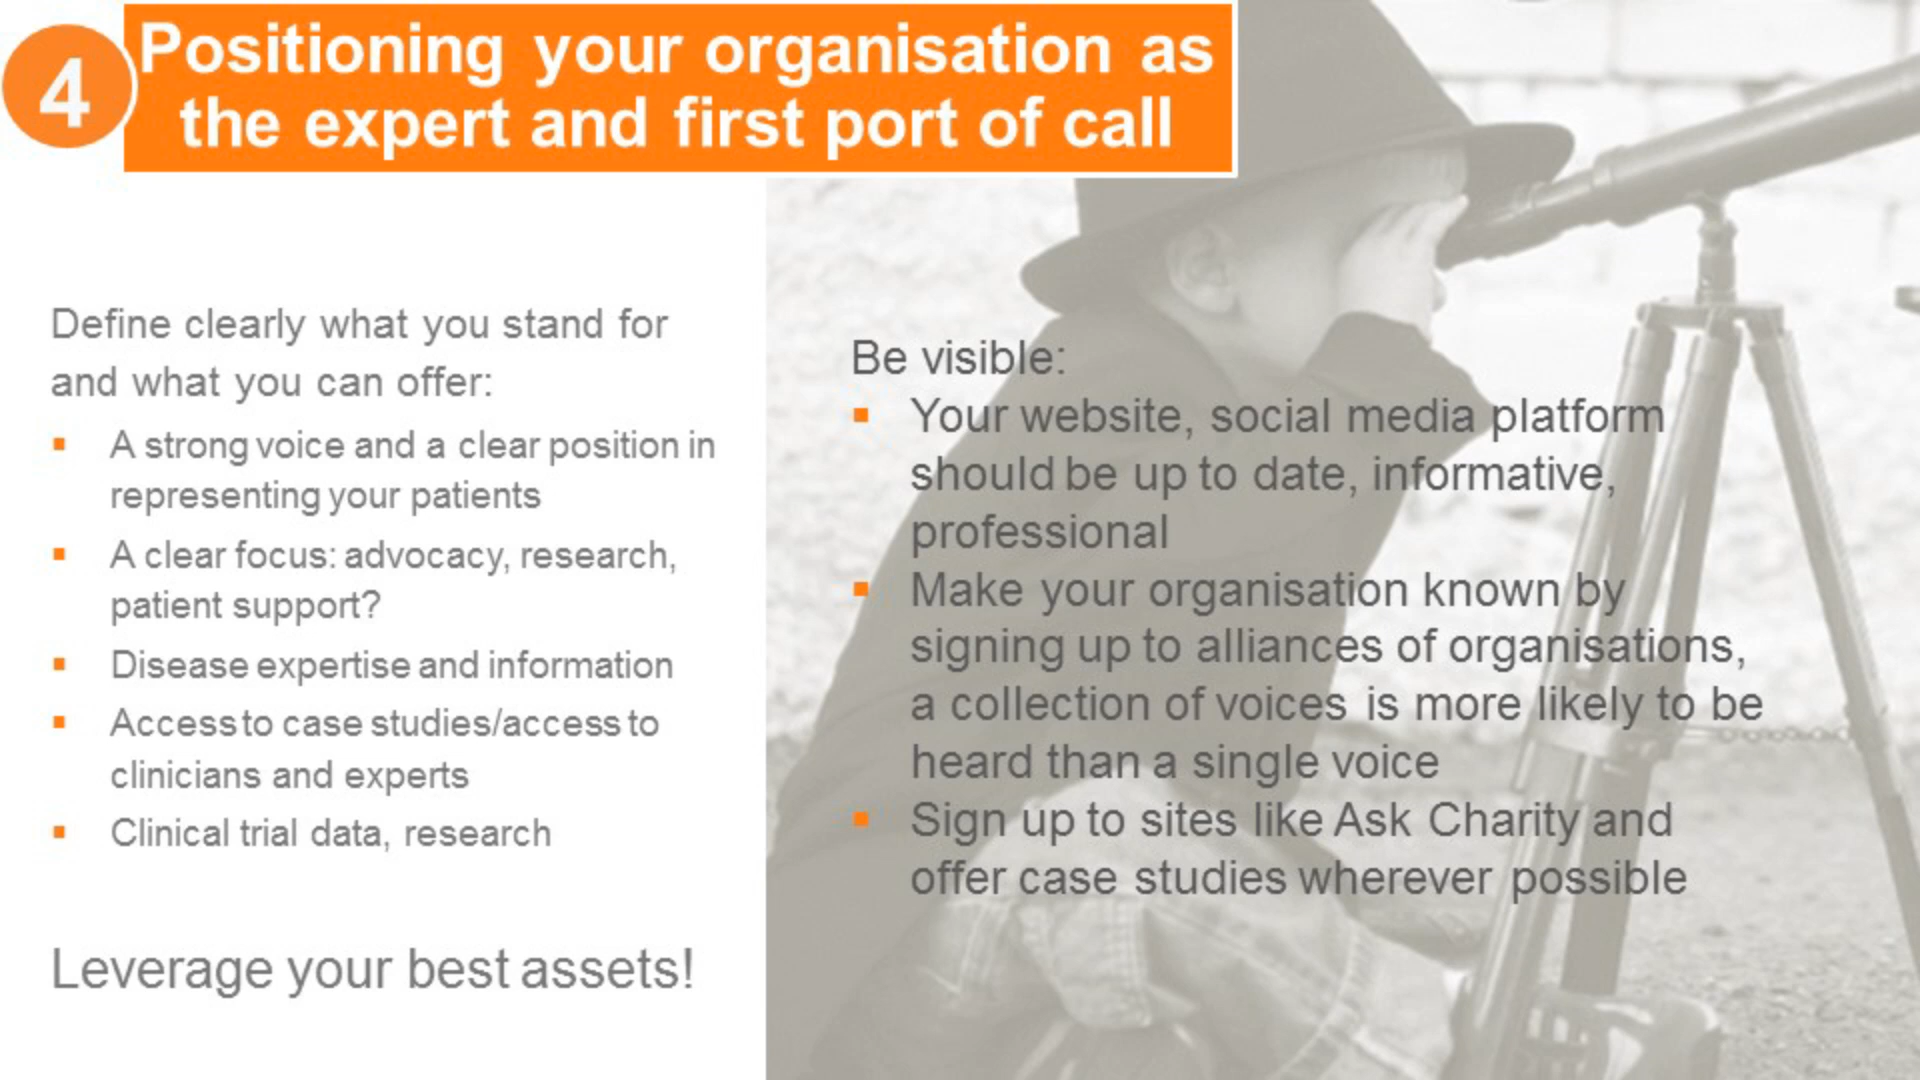 4
Positioning your organisation as
the expert and first port of call
Define clearly what you stand for
and what you can offer:
▪ A strong voice and a clear position in
representing your patients
▪ A clear focus: advocacy, research,
patient support?
▪ Disease expertise and information
▪ Access to case studies/access to
clinicians and experts
▪ Clinical trial data, research
Leverage your best assets!
Be visible:
▪ Your website, social media platform
should be up to date, informative,
professional
▪ Make your organisation known by
signing up to alliances of organisations,
a collection of voices is more likely to be
heard than a single voice
▪ Sign up to sites like Ask Charity and
offer case studies wherever possible